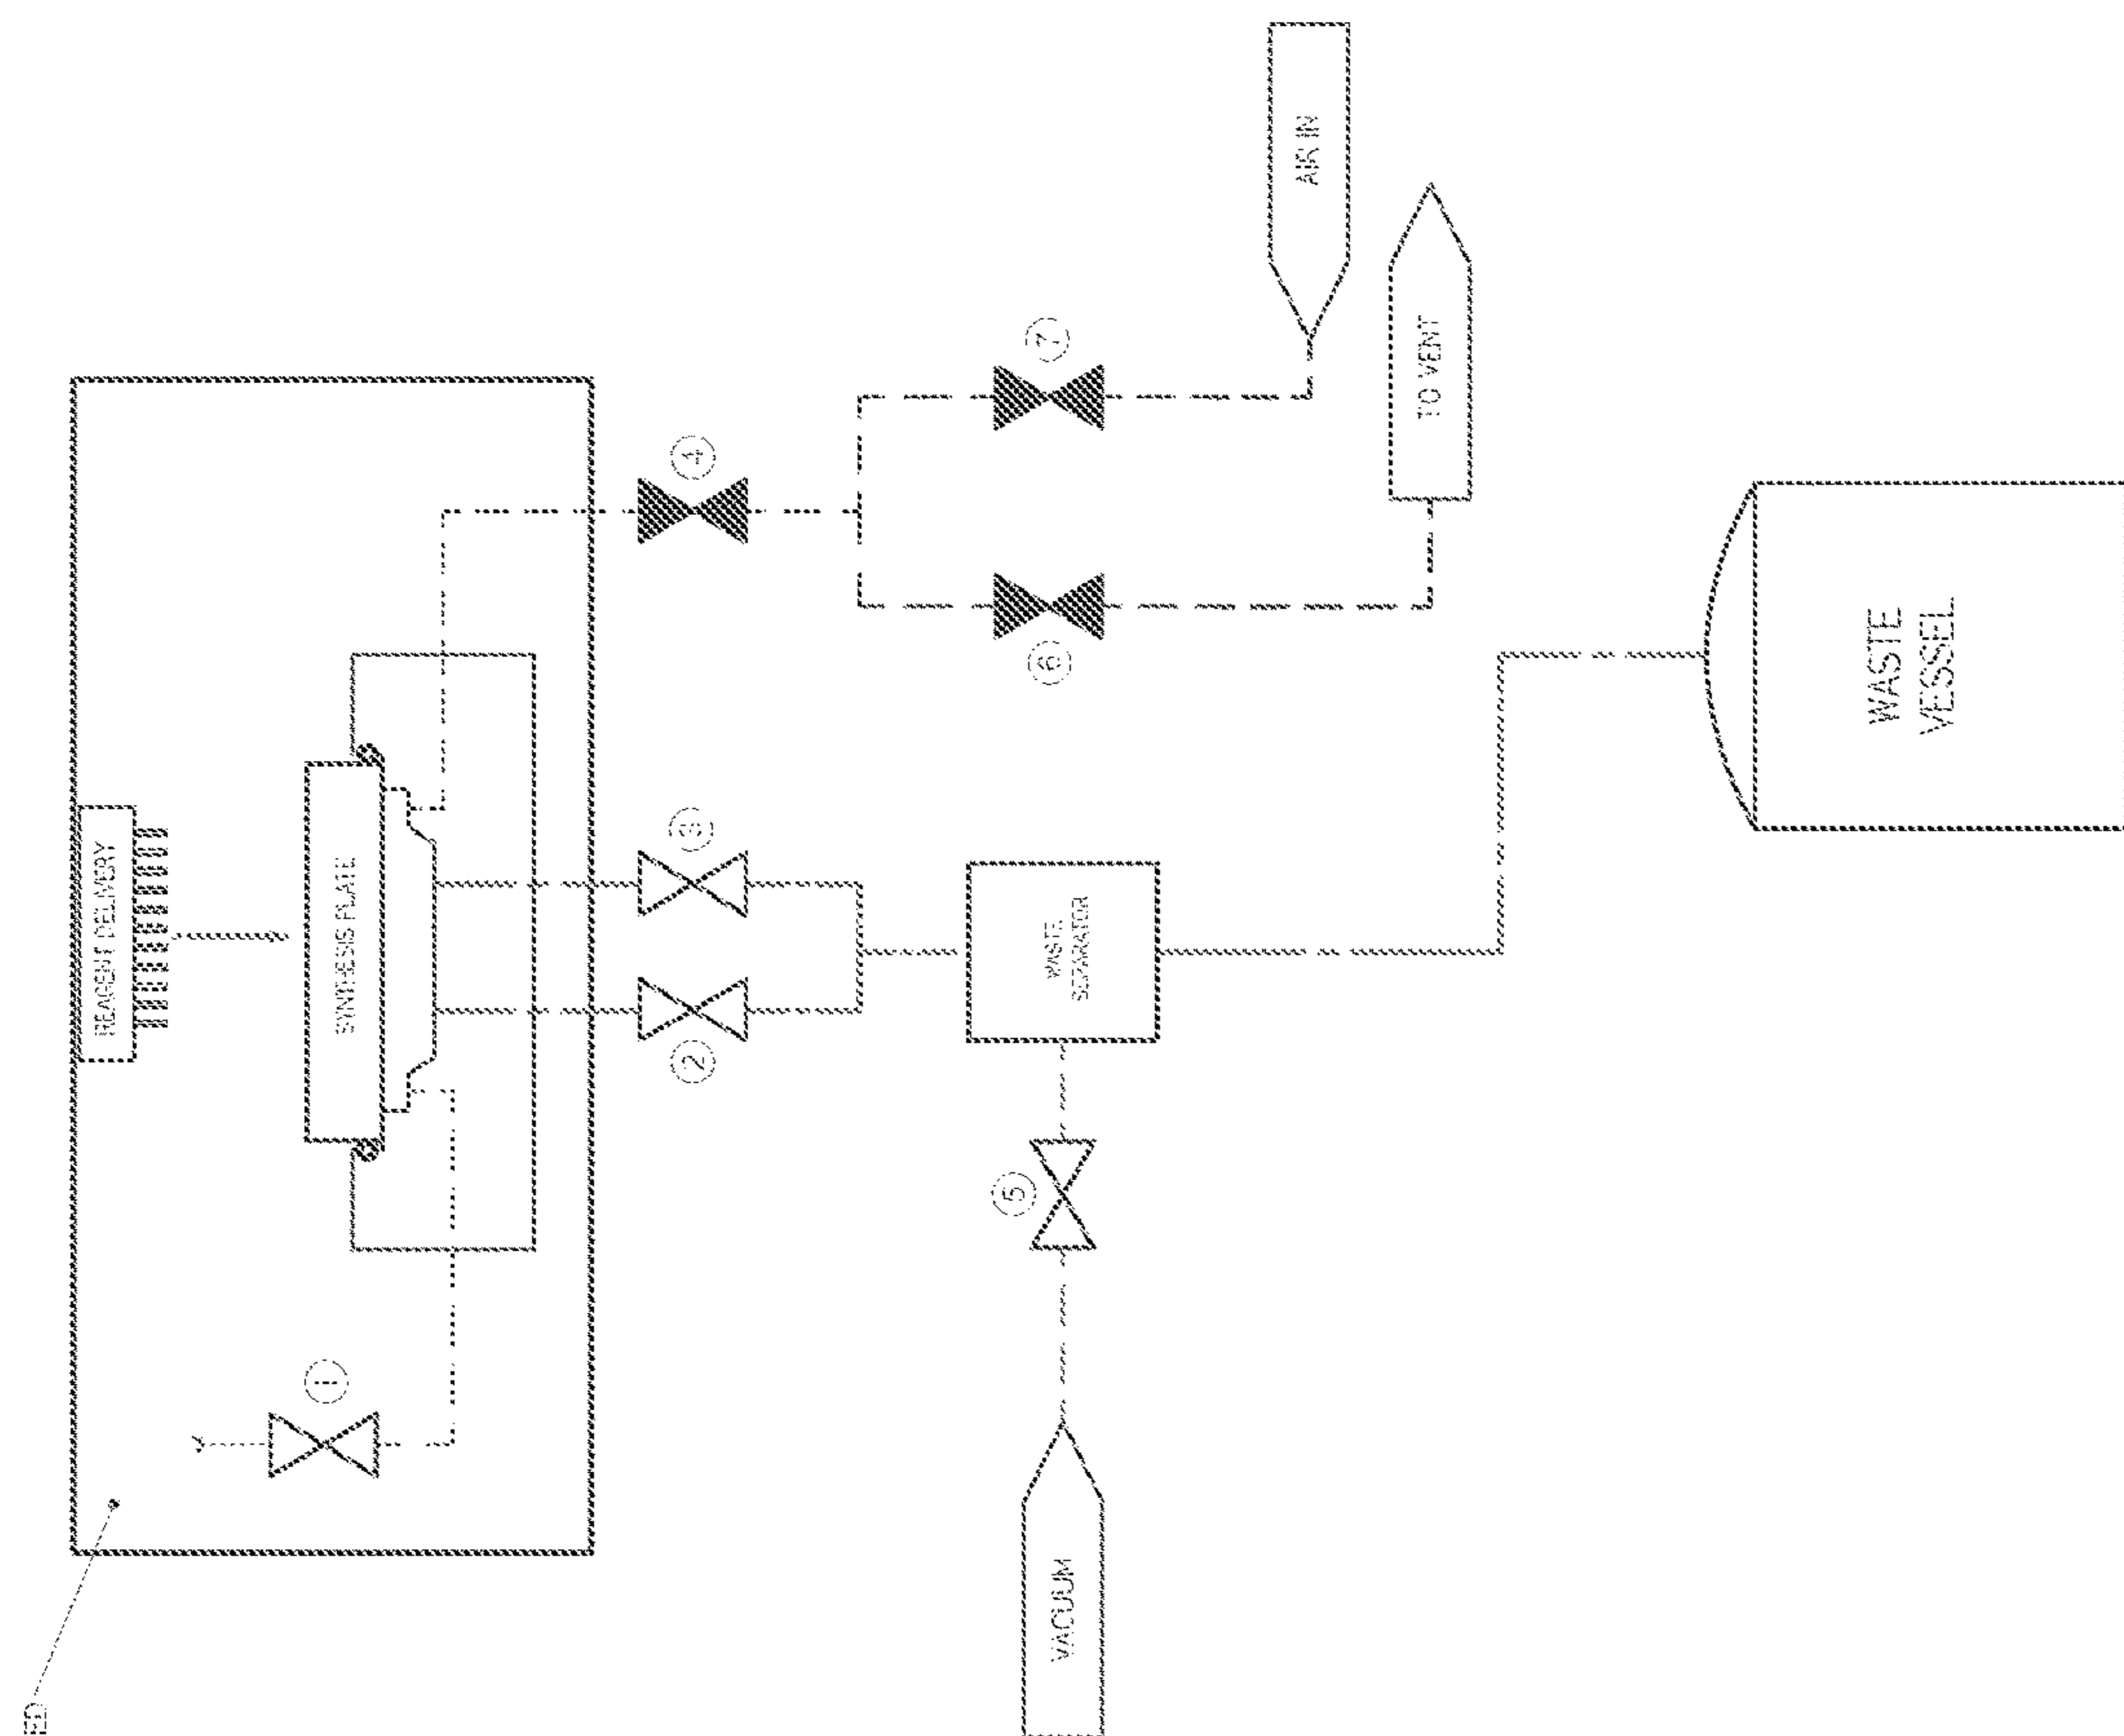 REAGENT DELIVERY
SYNTHESIS PLATE
1
2
3
4
5
6
7
WASTE
SEPARATOR
VACUUM
AIR IN
TO VENT
WASTE
VESSEL